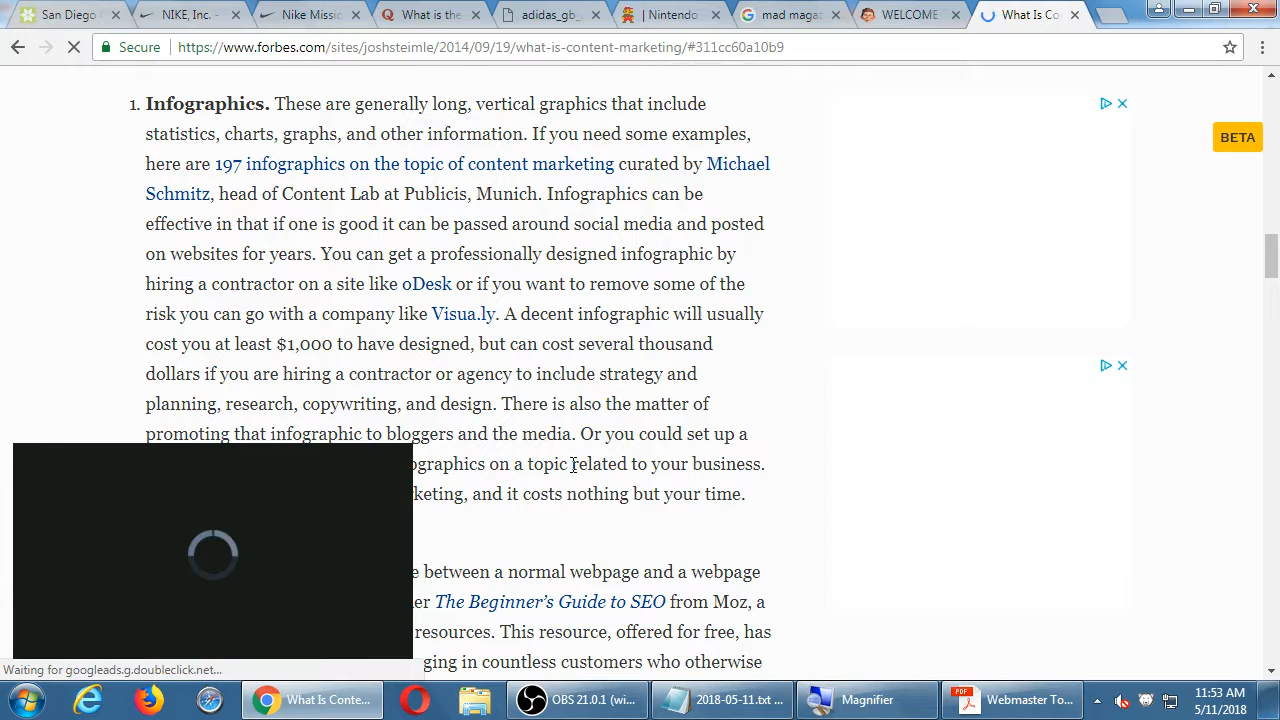 San Diego
NIKE, Inc. -
Nike Missio
What is the
adidas_gb_
| Nintendo
mad magaz
WELCOME
What Is Co
Secure
https://www.forbes.com/sites/joshsteimle/2014/09/19/what-is-content-marketing/#311cc60a10b9
1. Infographics. These are generally long, vertical graphics that include
statistics, charts, graphs, and other information. If you need some examples,
here are 197 infographics on the topic of content marketing curated by Michael
Schmitz, head of Content Lab at Publicis, Munich. Infographics can be
effective in that if one is good it can be passed around social media and posted
on websites for years. You can get a professionally designed infographic by
hiring a contractor on a site like oDesk or if you want to remove some of the
risk you can go with a company like Visua.ly. A decent infographic will usually
cost you at least $1,000 to have designed, but can cost several thousand
dollars if you are hiring a contractor or agency to include strategy and
planning, research, copywriting, and design. There is also the matter of
promoting that infographic to bloggers and the media. Or you could set up a
ographics on a topic related to your business.
keting, and it costs nothing but your time.
e between a normal webpage and a webpage
er The Beginner's Guide to SEO from Moz, a
resources. This resource, offered for free, has
ging in countless customers who otherwise
BETA
Waiting for googleads.g.doubleclick.net...
What Is Conte...
OBS 21.0.1 (wi...
2018-05-11.txt ...
Magnifier
PDF
Webmaster To...
11:53 AM
5/11/2018